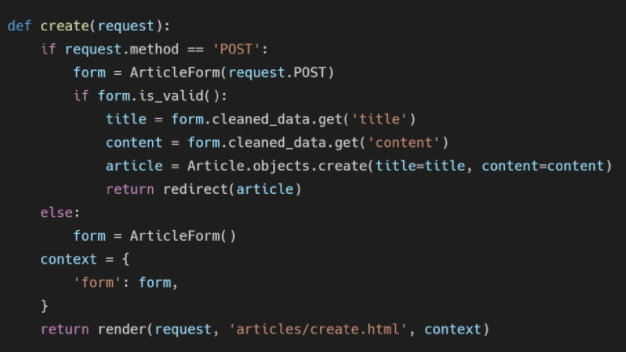 def create(request):
    if request.method == 'POST':
        form = ArticleForm(request.POST)
        if form.is_valid():
            title = form.cleaned_data.get('title')
            content = form.cleaned_data.get('content')
            article = Article.objects.create(title=title, content=content)
            return redirect(article)
    else:
        form = ArticleForm()
    context = {
        'form': form,
    }
    return render(request, 'articles/create.html', context)